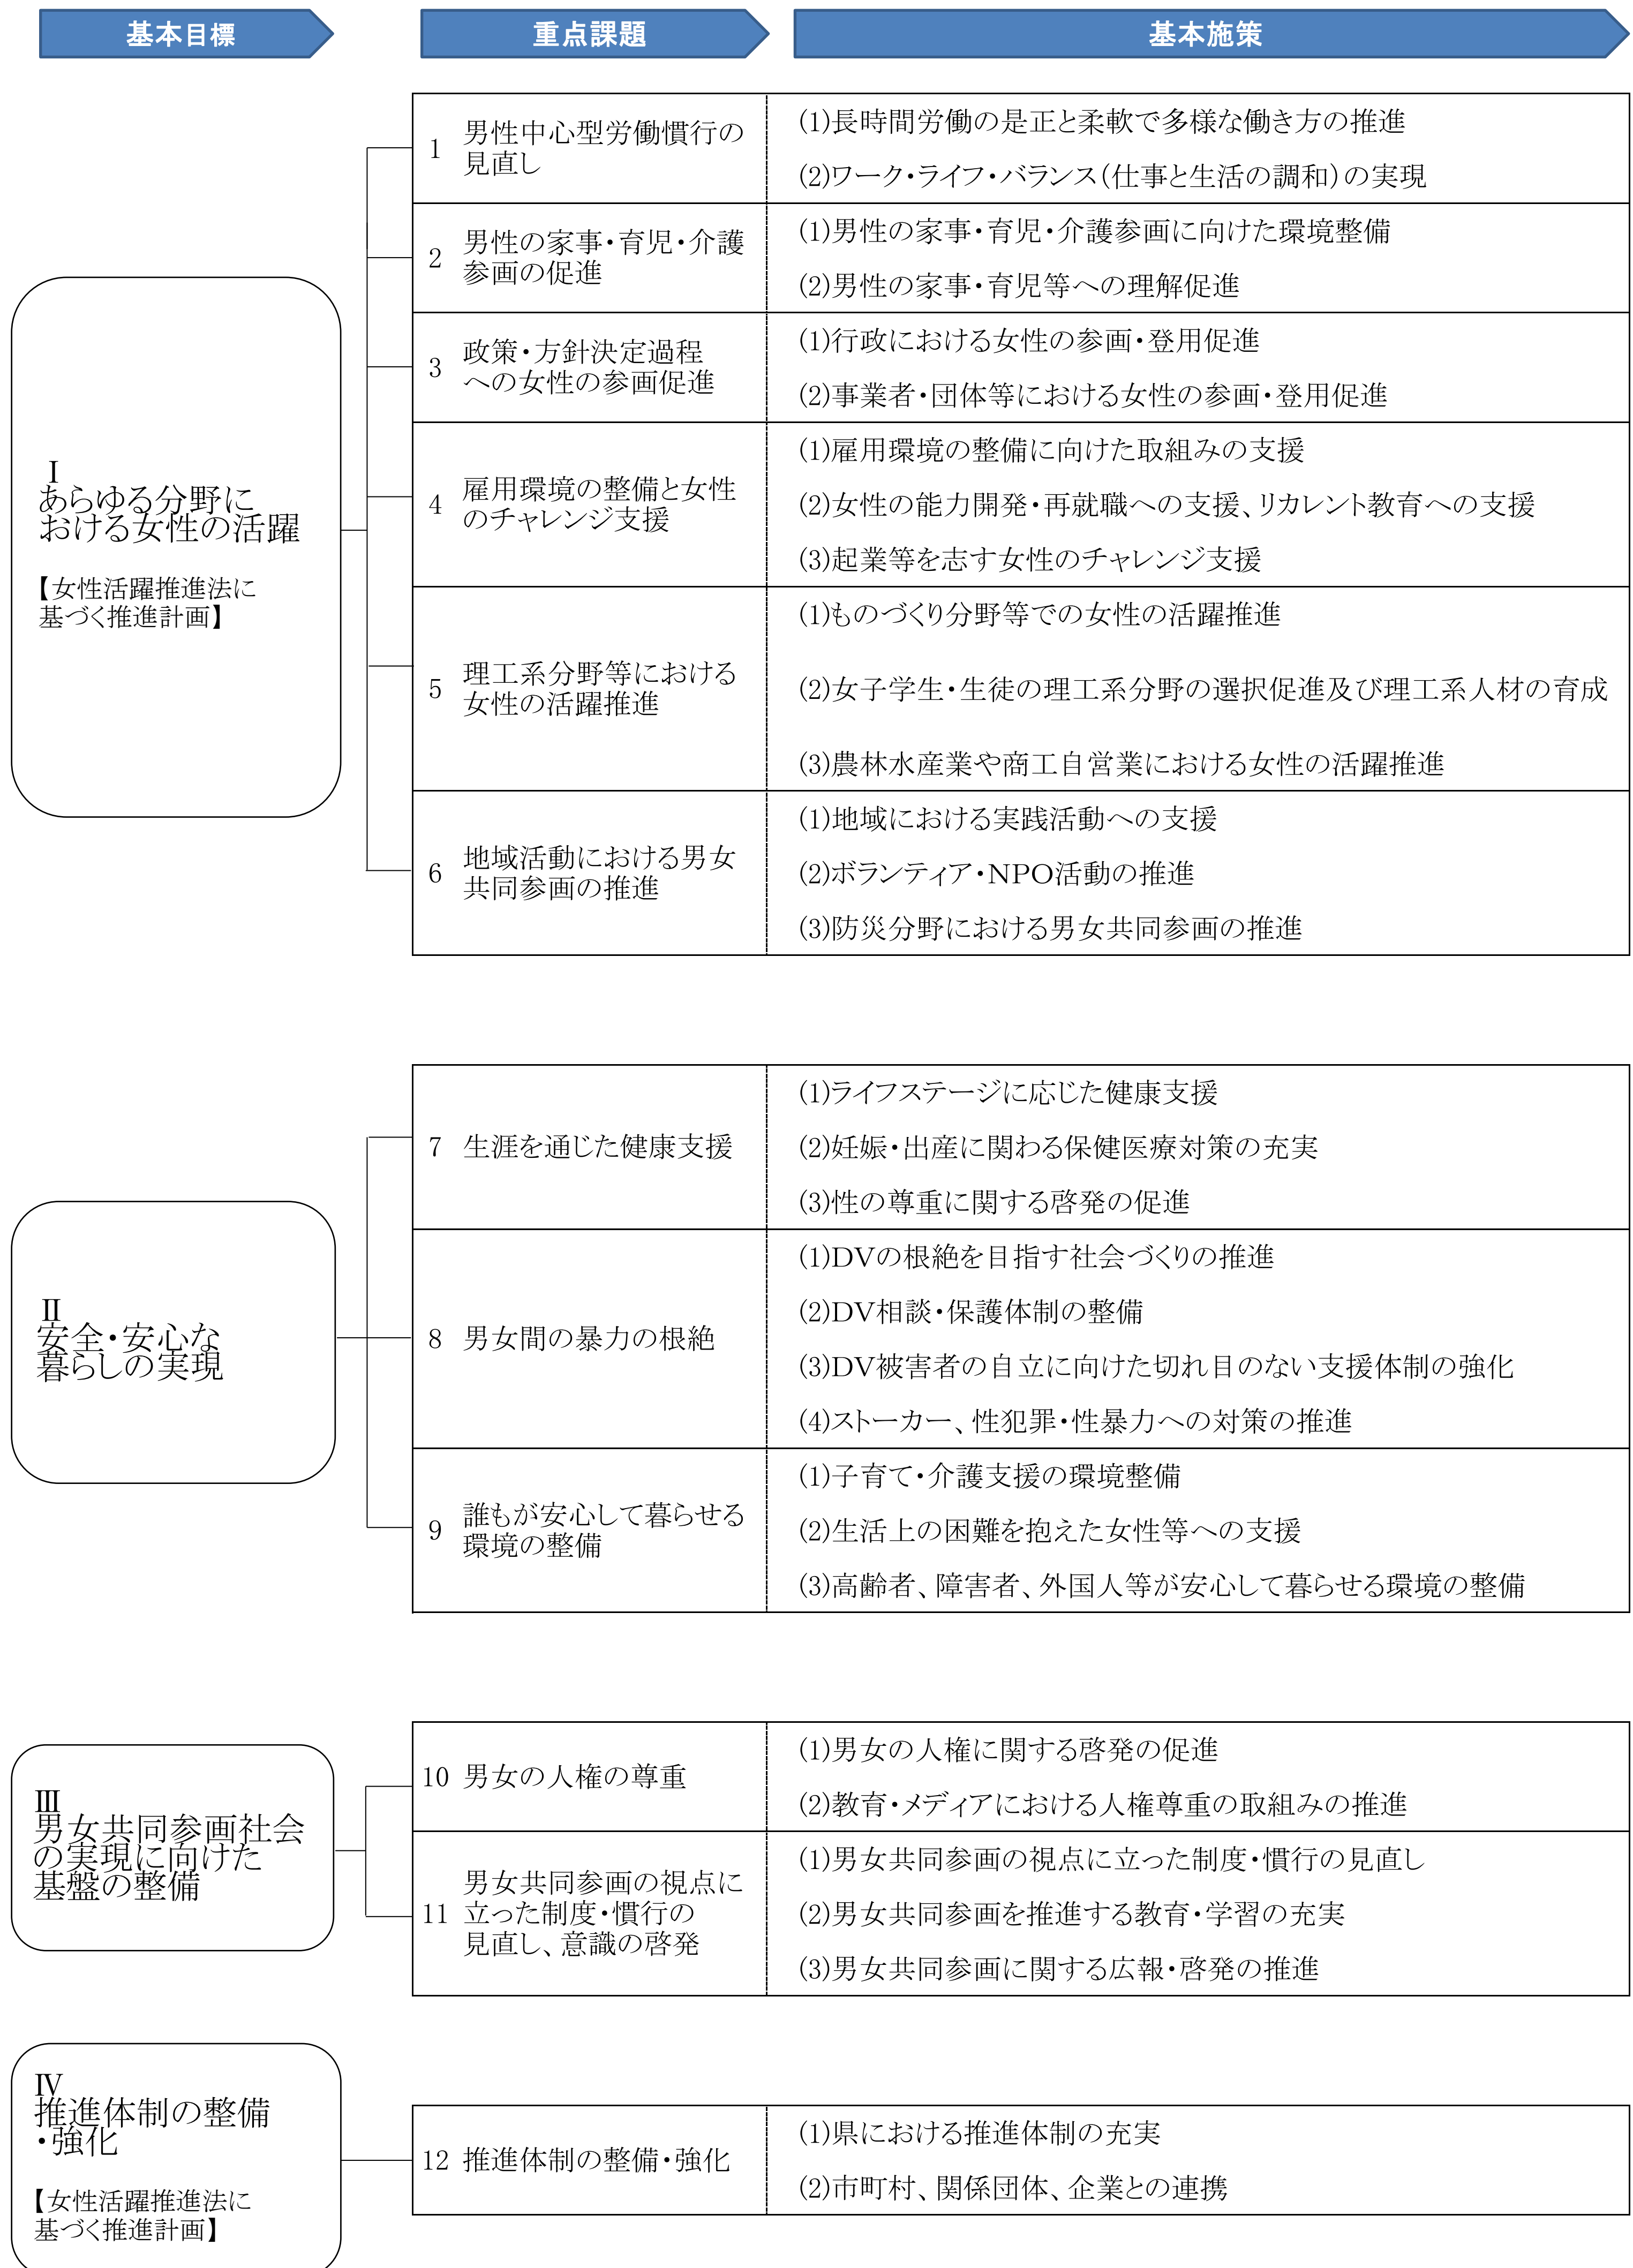 基本目標
重点課題
基本施策
Ⅰ
あらゆる分野に
おける女性の活躍
【女性活躍推進法に
基づく推進計画】
1 男性中心型労働慣行の
見直し
(1)長時間労働の是正と柔軟で多様な働き方の推進
(2)ワーク・ライフ・バランス(仕事と生活の調和)の実現
2 男性の家事・育児・介護
参画の促進
(1)男性の家事・育児・介護参画に向けた環境整備
(2)男性の家事・育児等への理解促進
3 政策・方針決定過程
への女性の参画促進
(1)行政における女性の参画・登用促進
(2)事業者・団体等における女性の参画・登用促進
4 雇用環境の整備と女性
のチャレンジ支援
(1)雇用環境の整備に向けた取組みの支援
(2)女性の能力開発・再就職への支援、リカレント教育への支援
(3)起業等を志す女性のチャレンジ支援
5 理工系分野等における
女性の活躍推進
(1)ものづくり分野等での女性の活躍推進
(2)女子学生・生徒の理工系分野の選択促進及び理工系人材の育成
(3)農林水産業や商工自営業における女性の活躍推進
6 地域活動における男女
共同参画の推進
(1)地域における実践活動への支援
(2)ボランティア・NPO活動の推進
(3)防災分野における男女共同参画の推進
Ⅱ
安全・安心な
暮らしの実現
7 生涯を通じた健康支援
(1)ライフステージに応じた健康支援
(2)妊娠・出産に関わる保健医療対策の充実
(3)性の尊重に関する啓発の促進
8 男女間の暴力の根絶
(1)DVの根絶を目指す社会づくりの推進
(2)DV相談・保護体制の整備
(3)DV被害者の自立に向けた切れ目のない支援体制の強化
(4)ストーカー、性犯罪・性暴力への対策の推進
9 誰もが安心して暮らせる
環境の整備
(1)子育て・介護支援の環境整備
(2)生活上の困難を抱えた女性等への支援
(3)高齢者、障害者、外国人等が安心して暮らせる環境の整備
Ⅲ
男女共同参画社会
の実現に向けた
基盤の整備
10 男女の人権の尊重
(1)男女の人権に関する啓発の促進
(2)教育・メディアにおける人権尊重の取組みの推進
11 男女共同参画の視点に
立った制度・慣行の
見直し、意識の啓発
(1)男女共同参画の視点に立った制度・慣行の見直し
(2)男女共同参画を推進する教育・学習の充実
(3)男女共同参画に関する広報・啓発の推進
Ⅳ
推進体制の整備
・強化
【女性活躍推進法に
基づく推進計画】
12 推進体制の整備・強化
(1)県における推進体制の充実
(2)市町村、関係団体、企業との連携